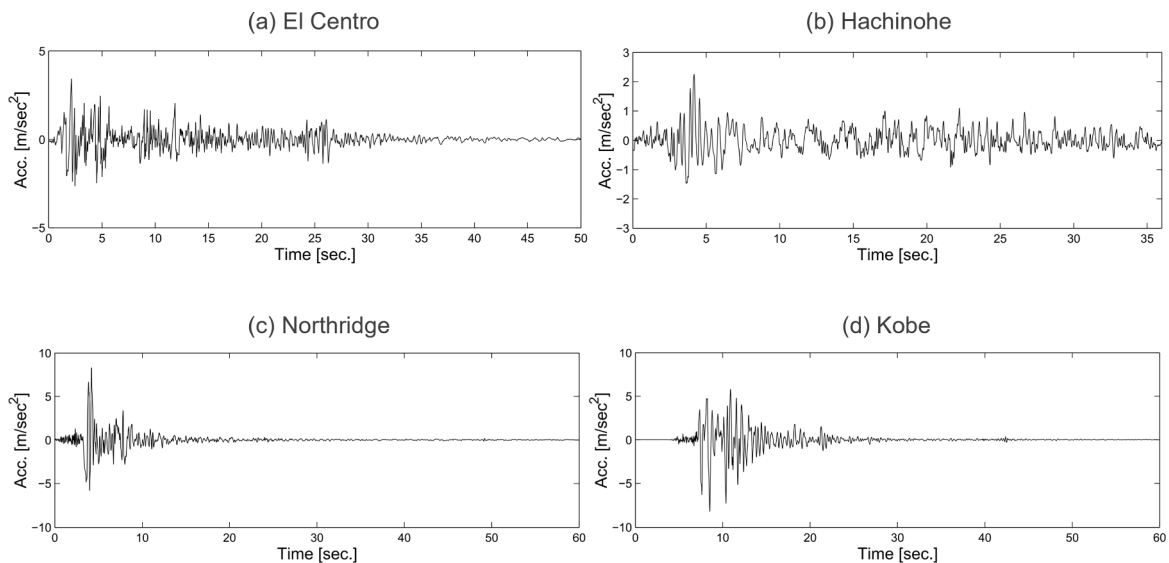 (a) El Centro
5
0
−5
Acc. [m/sec2]
0 5 10 15 20 25 30 35 40 45 50
Time [sec.]
(b) Hachinohe
3
2
1
0
−1
−2
−3
Acc. [m/sec2]
0 5 10 15 20 25 30 35
Time [sec.]
(c) Northridge
10
5
0
−5
−10
Acc. [m/sec2]
0 10 20 30 40 50 60
Time [sec.]
(d) Kobe
10
5
0
−5
−10
Acc. [m/sec2]
0 10 20 30 40 50 60
Time [sec.]